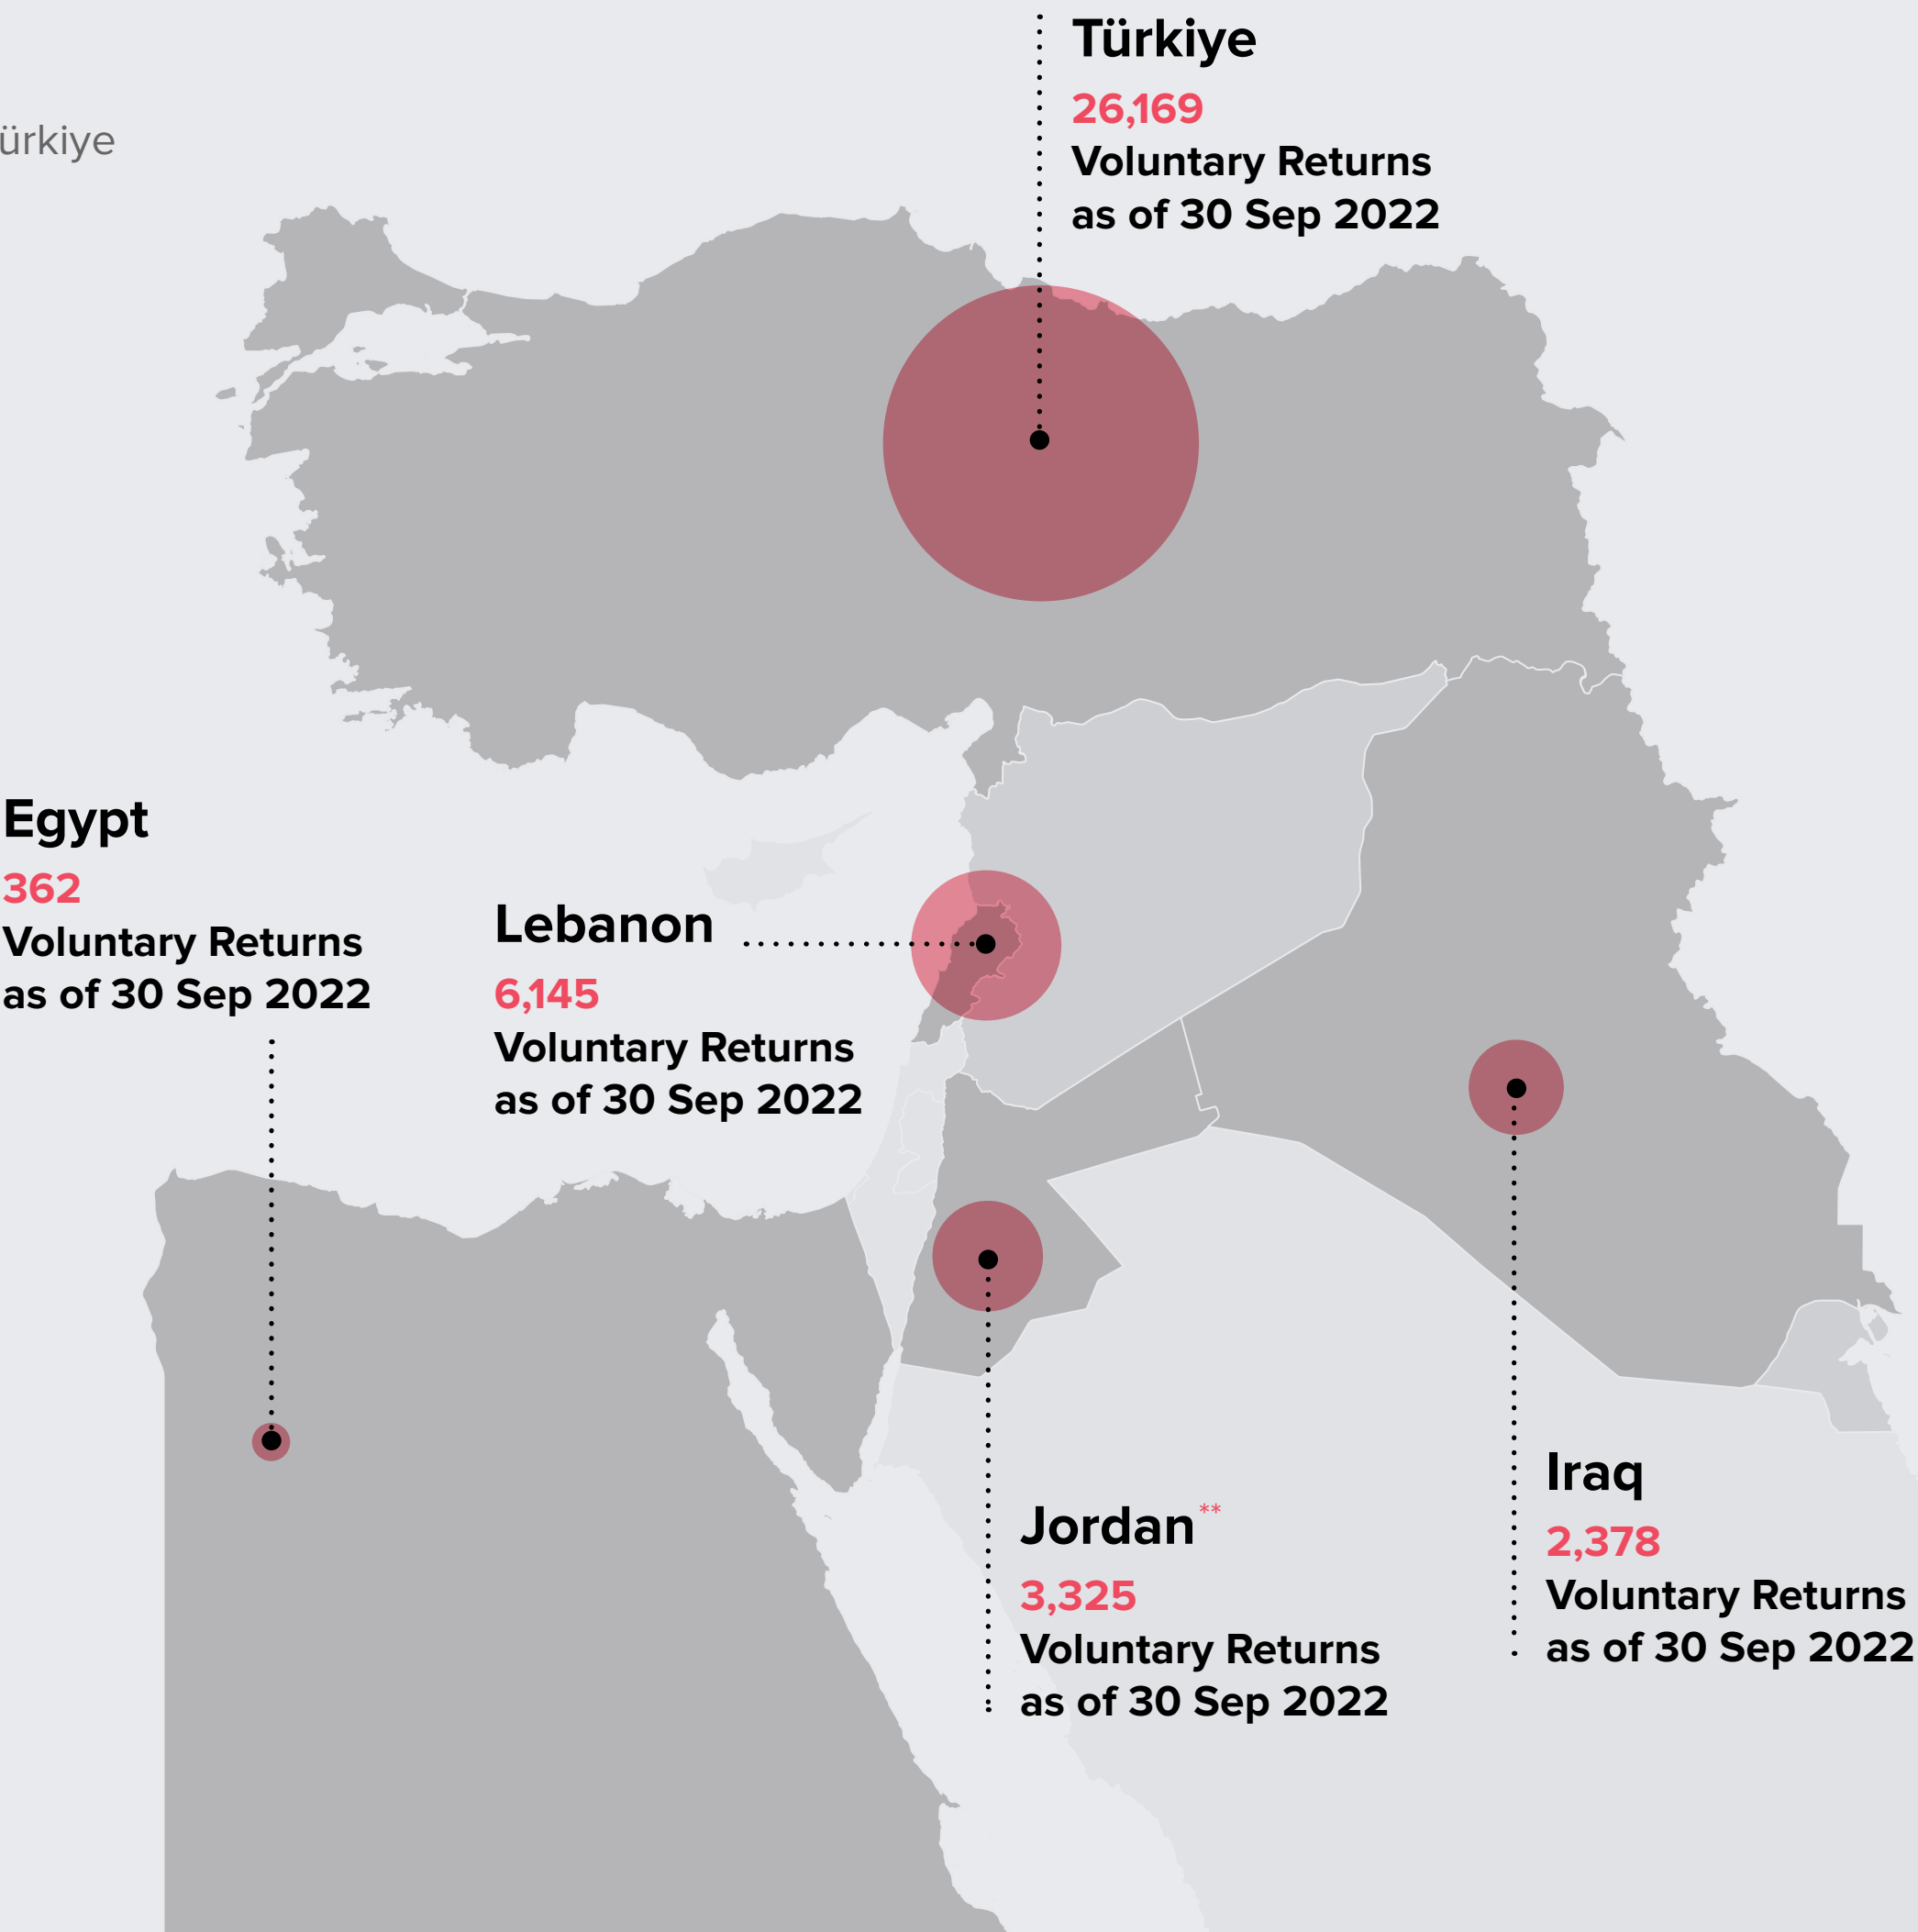 Türkiye
26,169
Voluntary Returns
as of 30 Sep 2022
ürkiye
Egypt
362
Voluntary Returns
as of 30 Sep 2022
Lebanon
6,145
Voluntary Returns
as of 30 Sep 2022
Jordan**
3,325
Voluntary Returns
as of 30 Sep 2022
Iraq
2,378
Voluntary Returns
as of 30 Sep 2022